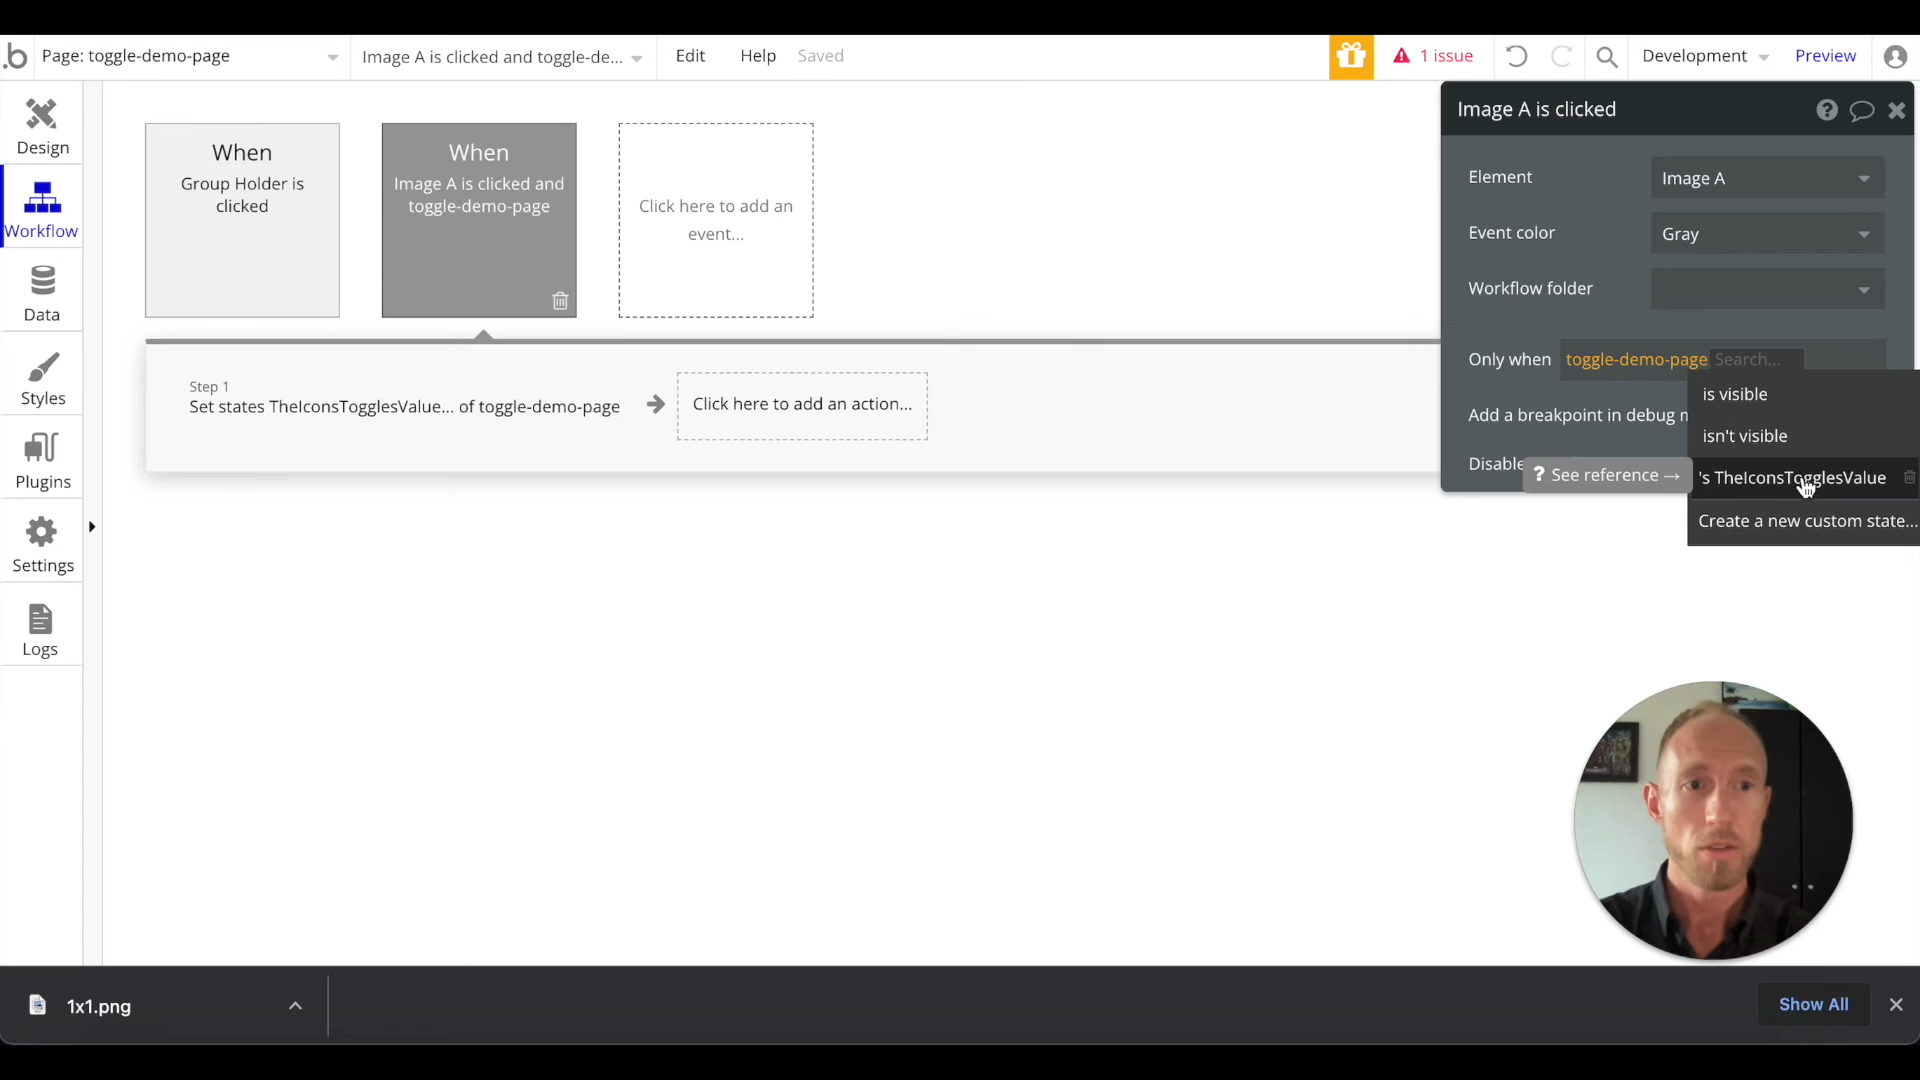 .b
Page: toggle-demo-page
Image A is clicked and toggle-de...
Edit
Help
Saved
1 issue
Development
Preview
Design
Workflow
Data
Styles
Plugins
Settings
Logs
When
Group Holder is
clicked
When
Image A is clicked and
toggle-demo-page
Click here to add an
event...
Step 1
Set states TheIconsTogglesValue... of toggle-demo-page
Click here to add an action...
Image A is clicked
Element
Image A
Event color
Gray
Workflow folder
Only when
toggle-demo-page
Search...
Add a breakpoint in debug m
Disable
? See reference →
is visible
isn't visible
's TheIconsTogglesValue
Create a new custom state...
1x1.png
Show All